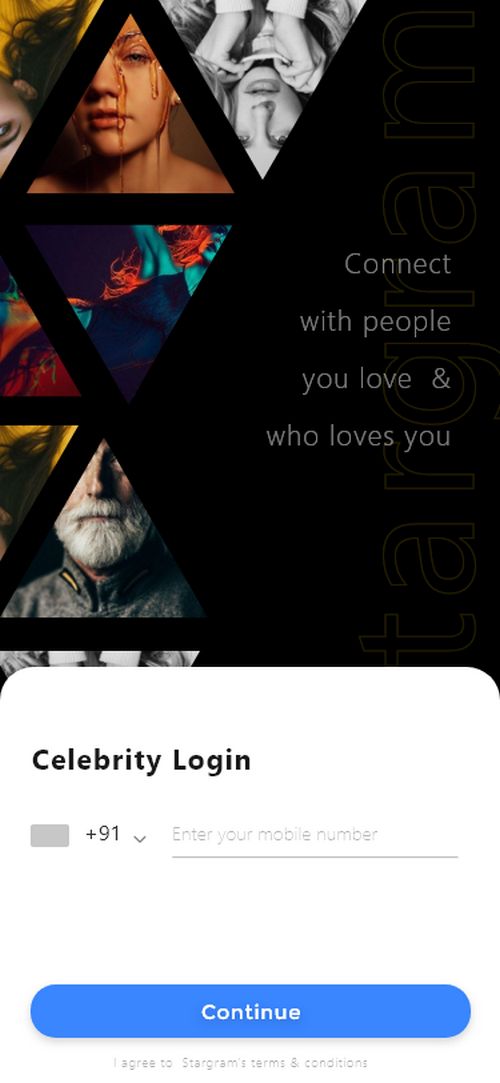 Connect
with people
you love &
who loves you
targram
Celebrity Login
+91
Enter your mobile number
Continue
I agree to Stargram's terms & conditions